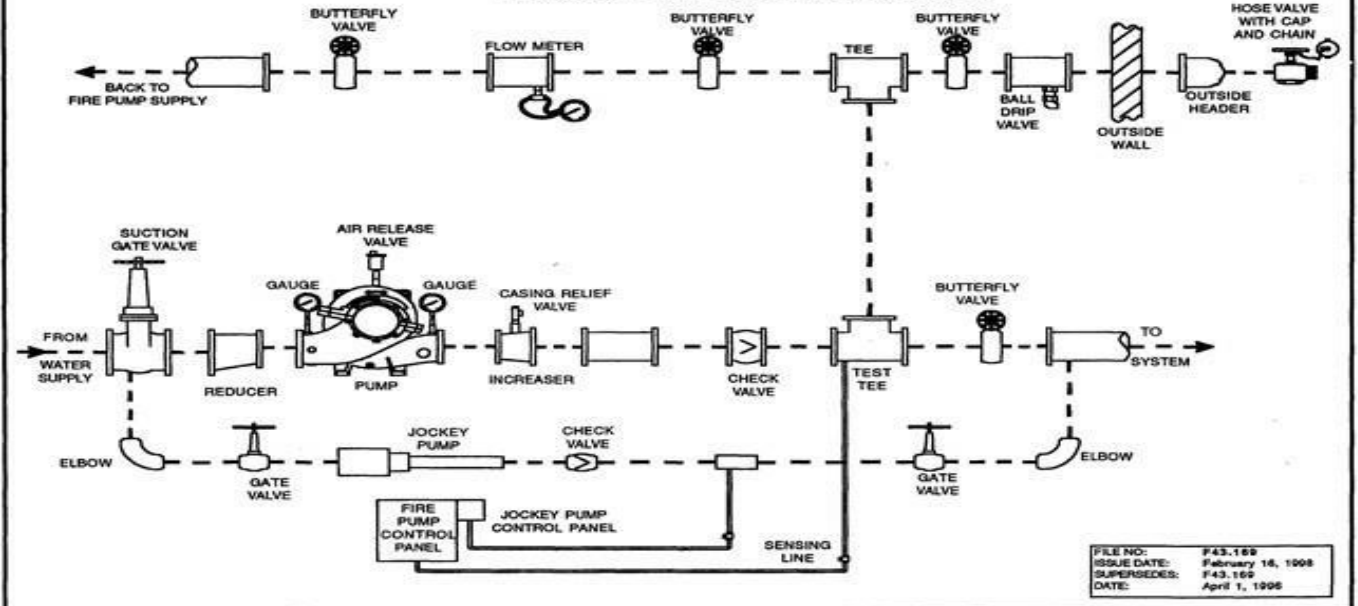 BUTTERFLY
VALVE
FLOW METER
BUTTERFLY
VALVE
TEE
BUTTERFLY
VALVE
HOSE VALVE
WITH CAP
AND CHAIN
BACK TO
FIRE PUMP SUPPLY
BALL
DRIP
VALVE
OUTSIDE
WALL
OUTSIDE
HEADER
SUCTION
GATE VALVE
AIR RELEASE
VALVE
GAUGE
GAUGE
CASING RELIEF
VALVE
BUTTERFLY
VALVE
FROM
WATER
SUPPLY
REDUCER
PUMP
INCREASER
CHECK
VALVE
TEST
TEE
TO
SYSTEM
ELBOW
GATE
VALVE
JOCKEY
PUMP
CHECK
VALVE
GATE
VALVE
ELBOW
FIRE
PUMP
CONTROL
PANEL
JOCKEY PUMP
CONTROL PANEL
SENSING
LINE
FILE NO: F43.169
ISSUE DATE: February 16, 1998
SUPERSEDES: F43.169
DATE: April 1, 1996